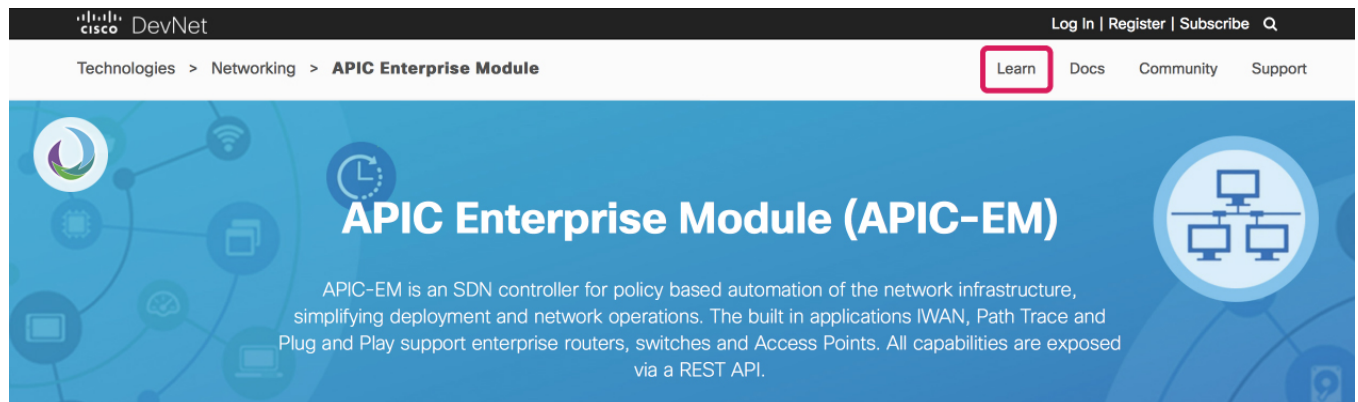 cisco DevNet
Log In | Register | Subscribe
Technologies > Networking > APIC Enterprise Module
Learn Docs Community Support
APIC Enterprise Module (APIC-EM)
APIC-EM is an SDN controller for policy based automation of the network infrastructure,
simplifying deployment and network operations. The built in applications IWAN, Path Trace and
Plug and Play support enterprise routers, switches and Access Points. All capabilities are exposed
via a REST API.